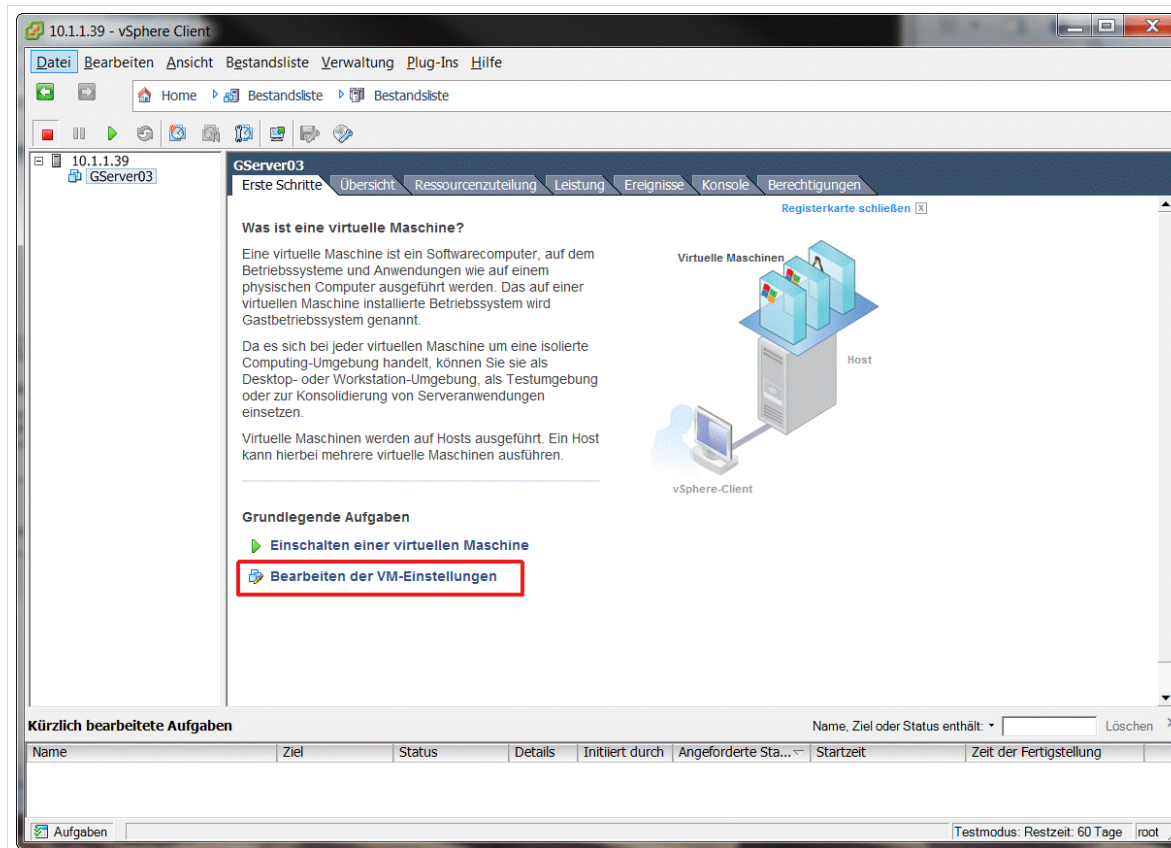 10.1.1.39 - vSphere Client
Datei Bearbeiten Ansicht Bestandsliste Verwaltung Plug-Ins Hilfe
Home Bestandsliste Bestandsliste
10.1.1.39
GServer03
GServer03
Erste Schritte Übersicht Ressourcenzuteilung Leistung Ereignisse Konsole Berechtigungen
Registerkarte schließen X
Was ist eine virtuelle Maschine?
Eine virtuelle Maschine ist ein Softwarecomputer, auf dem
Betriebssysteme und Anwendungen wie auf einem
physischen Computer ausgeführt werden. Das auf einer
virtuellen Maschine installierte Betriebssystem wird
Gastbetriebssystem genannt.
Da es sich bei jeder virtuellen Maschine um eine isolierte
Computing-Umgebung handelt, können Sie sie als
Desktop- oder Workstation-Umgebung, als Testumgebung
oder zur Konsolidierung von Serveranwendungen
einsetzen.
Virtuelle Maschinen werden auf Hosts ausgeführt. Ein Host
kann hierbei mehrere virtuelle Maschinen ausführen.
Virtuelle Maschinen
Host
vSphere-Client
Grundlegende Aufgaben
Einschalten einer virtuellen Maschine
Bearbeiten der VM-Einstellungen
Kürzlich bearbeitete Aufgaben
Name, Ziel oder Status enthält:
Löschen
Name Ziel Status Details Initiiert durch Angeforderte Sta... Startzeit Zeit der Fertigstellung
Aufgaben
Testmodus: Restzeit: 60 Tage root